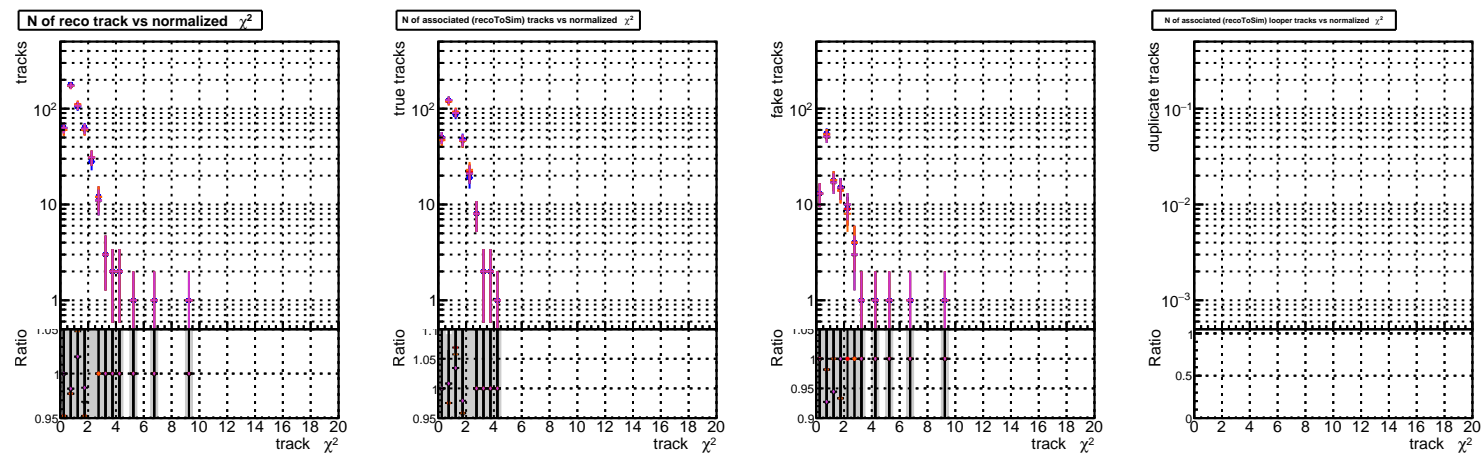 N of reco track vs normalized χ²
tracks
10²
10
1
Ratio
1.05
1
0.95
0 2 4 6 8 10 12 14 16 18 20
track χ²
N of associated (recoToSim) tracks vs normalized χ²
true tracks
10²
10
1
Ratio
1.1
1.05
1
0.95
0 2 4 6 8 10 12 14 16 18 20
track χ²
fake tracks
10²
10
1
Ratio
1.05
1
0.95
0.9
0 2 4 6 8 10 12 14 16 18 20
track χ²
N of associated (recoToSim) looper tracks vs normalized χ²
duplicate tracks
10⁻¹
10⁻²
10⁻³
Ratio
1
0.5
0
0 2 4 6 8 10 12 14 16 18 20
track χ²